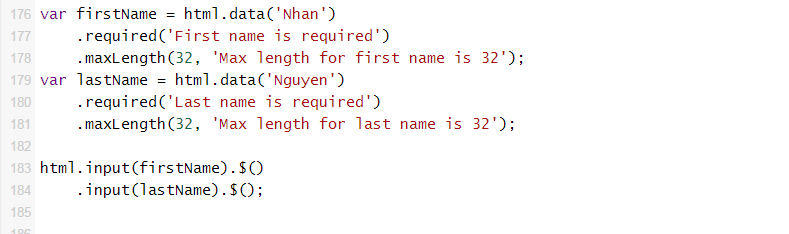 176 var firstName = html.data('Nhan')
177     .required('First name is required')
178     .maxLength(32, 'Max length for first name is 32');
179 var lastName = html.data('Nguyen')
180     .required('Last name is required')
181     .maxLength(32, 'Max length for last name is 32');
182
183 html.input(firstName).$()
184     .input(lastName).$();
185
186